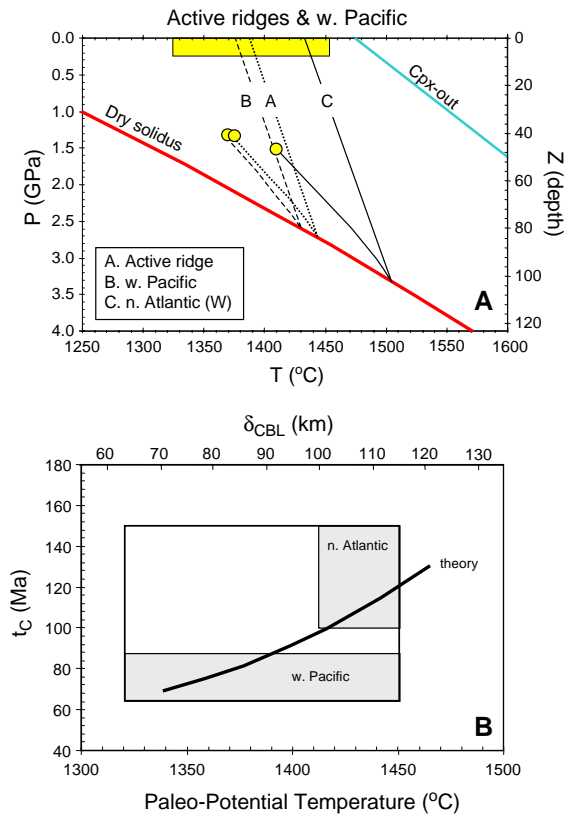 Active ridges & w. Pacific
0.0
0.5
1.0
1.5
2.0
2.5
3.0
3.5
4.0
P (GPa)
0
20
40
60
80
100
120
Z (depth)
B A C
Cpx-out
Dry solidus
A. Active ridge
B. w. Pacific
C. n. Atlantic (W)
A
1250 1300 1350 1400 1450 1500 1550 1600
T (°C)
δCBL (km)
60 70 80 90 100 110 120 130
180
160
140
120
100
80
60
40
tC (Ma)
n. Atlantic
theory
w. Pacific
B
1300 1350 1400 1450 1500
Paleo-Potential Temperature (°C)